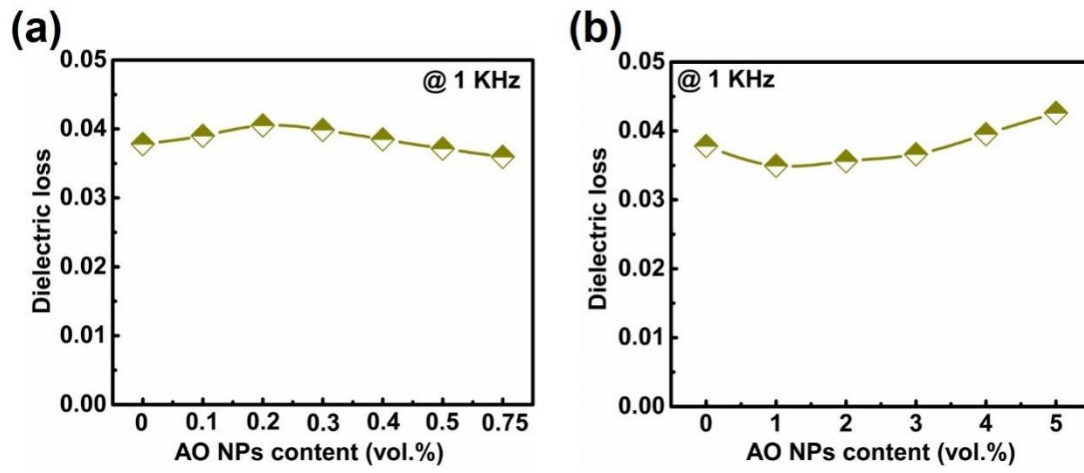 (a)
@ 1 KHz
Dielectric loss
0.05
0.04
0.03
0.02
0.01
0.00
0 0.1 0.2 0.3 0.4 0.5 0.75
AO NPs content (vol.%)
(b)
@ 1 KHz
Dielectric loss
0.05
0.04
0.03
0.02
0.01
0.00
0 1 2 3 4 5
AO NPs content (vol.%)